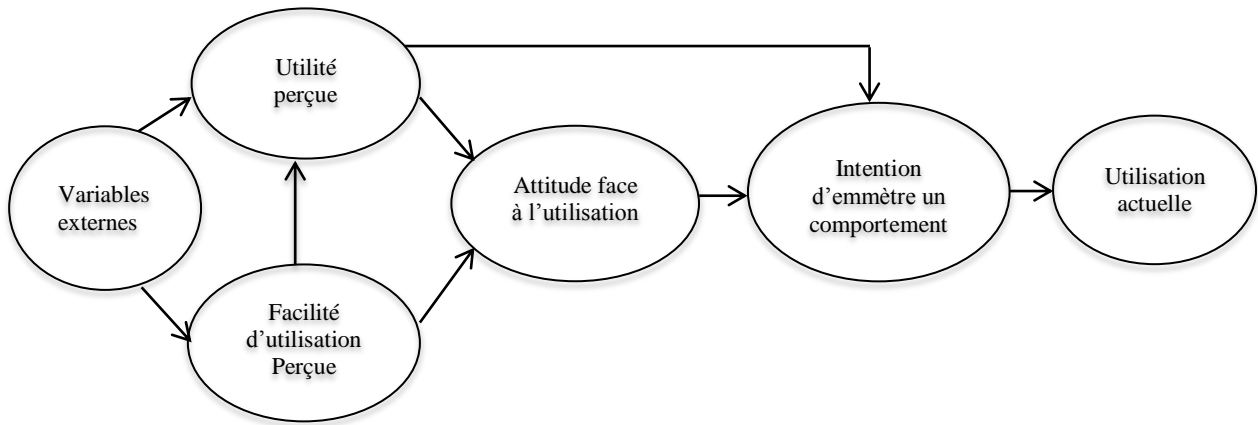 Utilité
perçue
Variables
externes
Facilité
d’utilisation
Perçue
Attitude face
à l’utilisation
Intention
d’emmètre un
comportement
Utilisation
actuelle